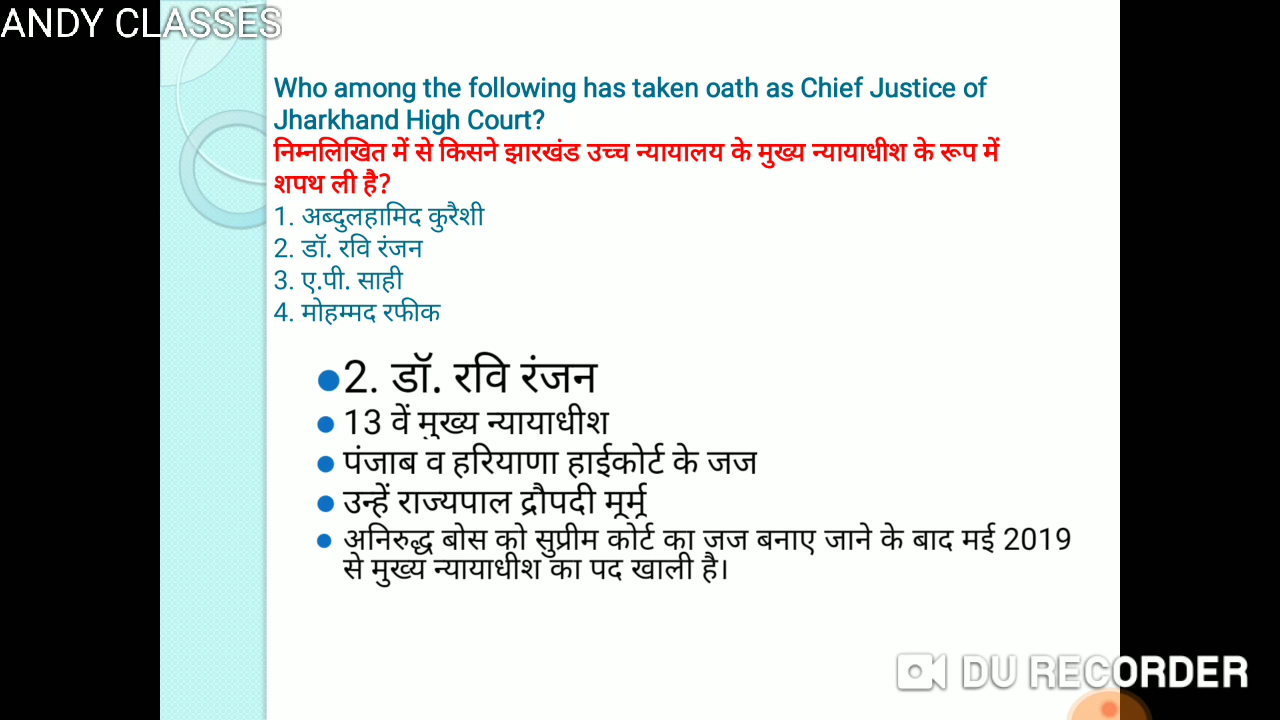 ANDY CLASSES
Who among the following has taken oath as Chief Justice of
Jharkhand High Court?
निम्नलिखित में से किसने झारखंड उच्च न्यायालय के मुख्य न्यायाधीश के रूप में
शपथ ली है?
1. अब्दुलहामिद कुरैशी
2. डॉ. रवि रंजन
3. ए.पी. साही
4. मोहम्मद रफीक
2. डॉ. रवि रंजन
13 वें मुख्य न्यायाधीश
पंजाब व हरियाणा हाईकोर्ट के जज
उन्हें राज्यपाल द्रौपदी मूर्मू
अनिरुद्ध बोस को सुप्रीम कोर्ट का जज बनाए जाने के बाद मई 2019
से मुख्य न्यायाधीश का पद खाली है।
DU RECORDER